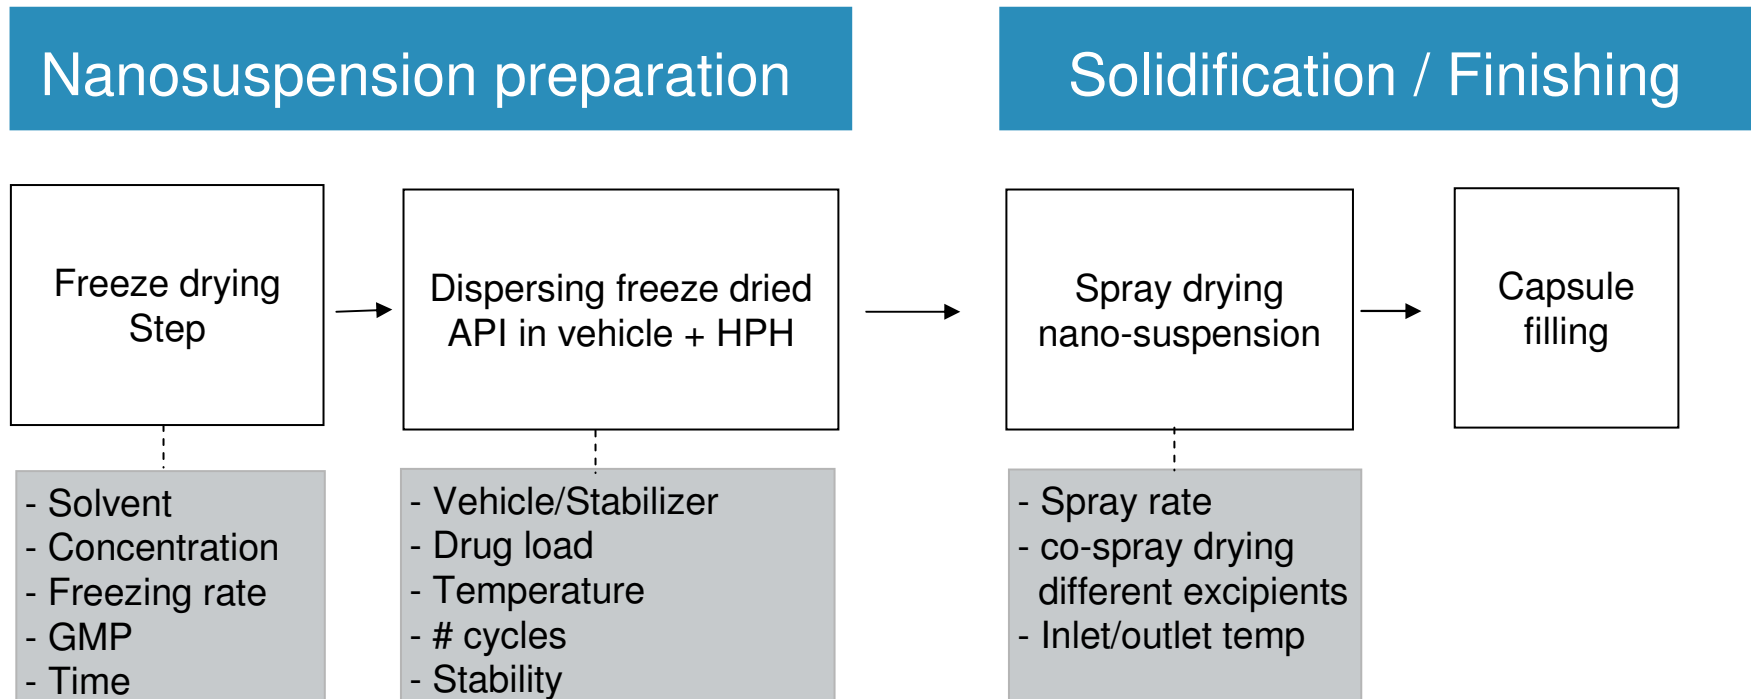 Nanosuspension preparation
Solidification / Finishing
Freeze drying
Step
Dispersing freeze dried
API in vehicle + HPH
Spray drying
nano-suspension
Capsule
filling
- Solvent
- Concentration
- Freezing rate
- GMP
- Time
- Vehicle/Stabilizer
- Drug load
- Temperature
- # cycles
- Stability
- Spray rate
- co-spray drying
different excipients
- Inlet/outlet temp